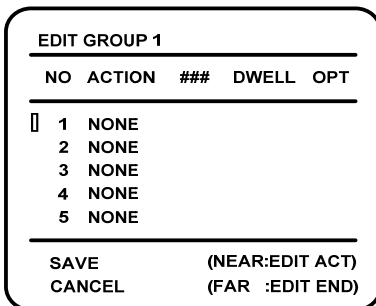 EDIT GROUP 1
NO ACTION ### DWELL OPT
1 NONE
2 NONE
3 NONE
4 NONE
5 NONE
SAVE (NEAR:EDIT ACT)
CANCEL (FAR :EDIT END)